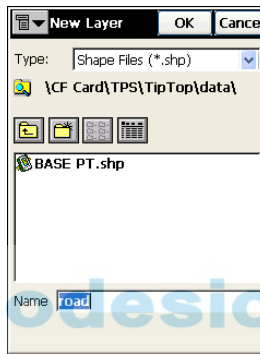 New Layer OK Cance
Type: Shape Files (*.shp)
\CF Card\TPS\TipTop\data\
BASE PT.shp
Name road
odesic